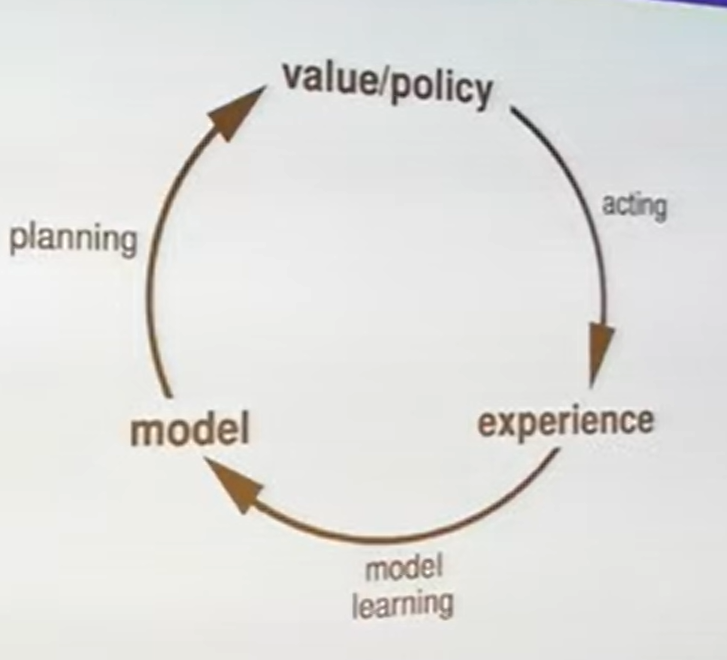 value/policy
acting
planning
model
experience
model
learning